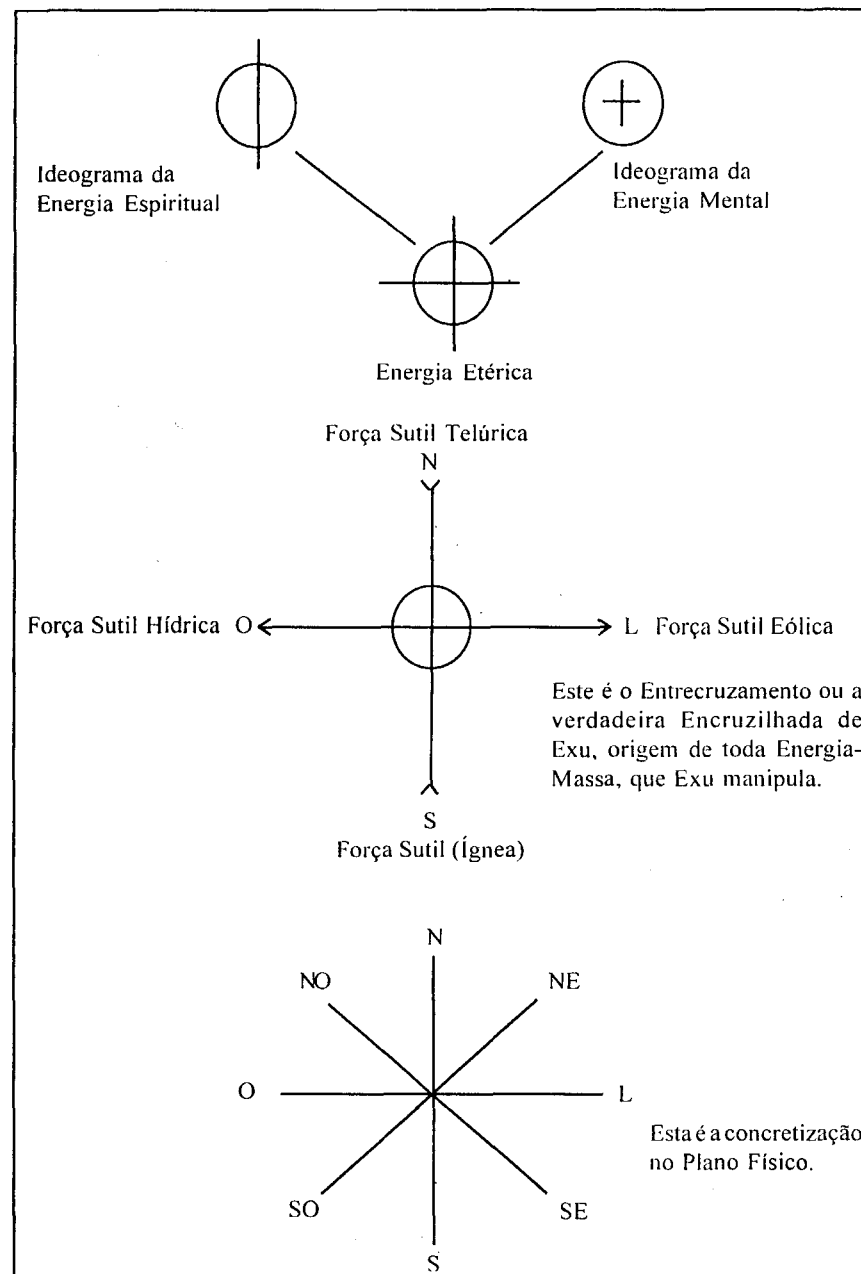 Ideograma da
Energia Espiritual
Ideograma da
Energia Mental
Energia Etérica
Força Sutil Telúrica
N
Força Sutil Hídrica O
L Força Sutil Eólica
Este é o Entrecruzamento ou a
verdadeira Encruzilhada de
Exu, origem de toda Energia-
Massa, que Exu manipula.
S
Força Sutil (Ígnea)
N
NO
NE
O
L
Esta é a concretização
no Plano Físico.
SO
SE
S